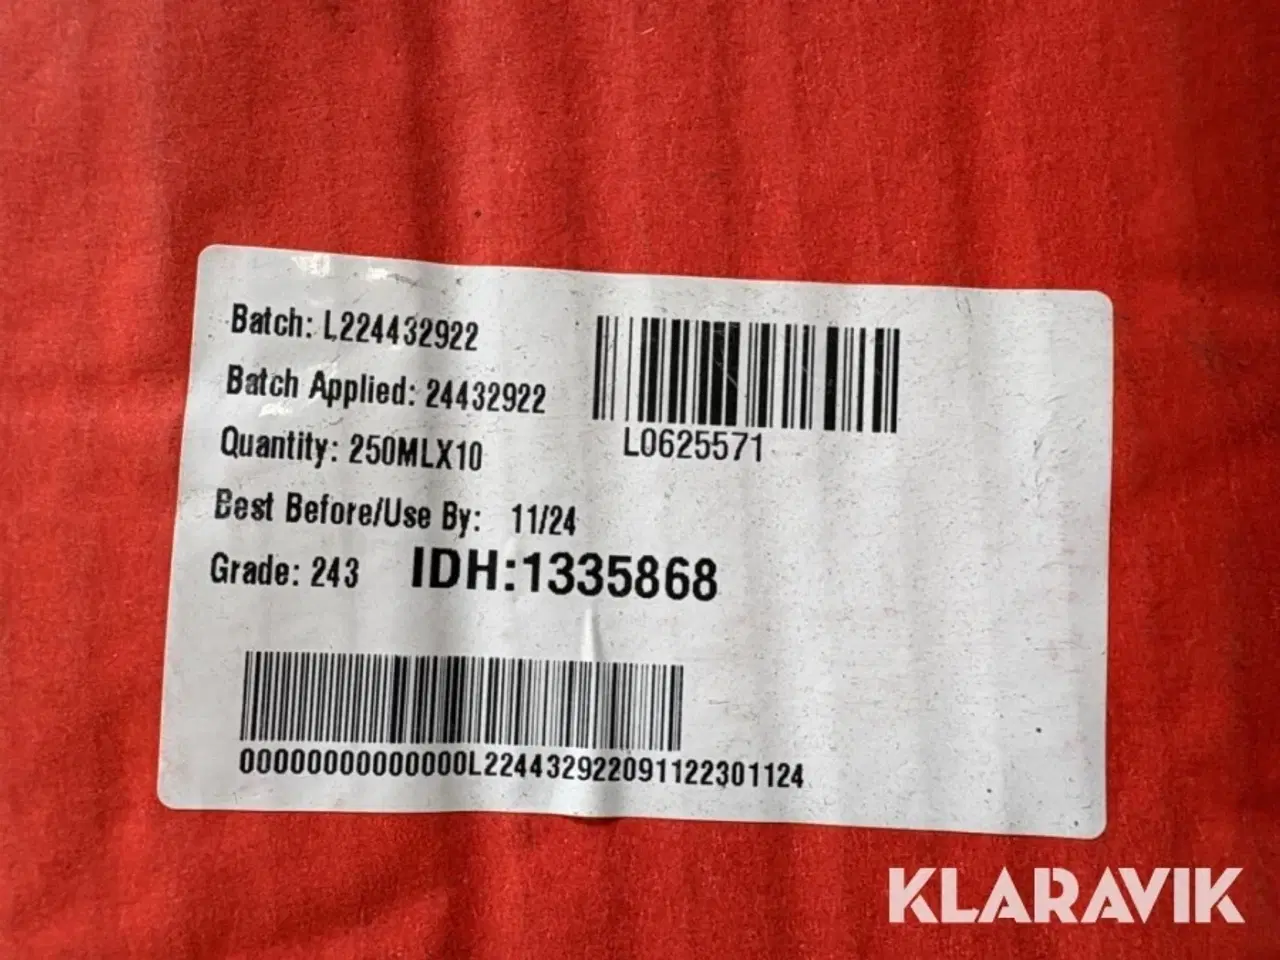 Batch: L224432922
Batch Applied: 24432922
Quantity: 250MLX10
Best Before/Use By: 11/24
Grade: 243 IDH:1335868
L0625571
00000000000000L224432922091122301124
KLARAVIK